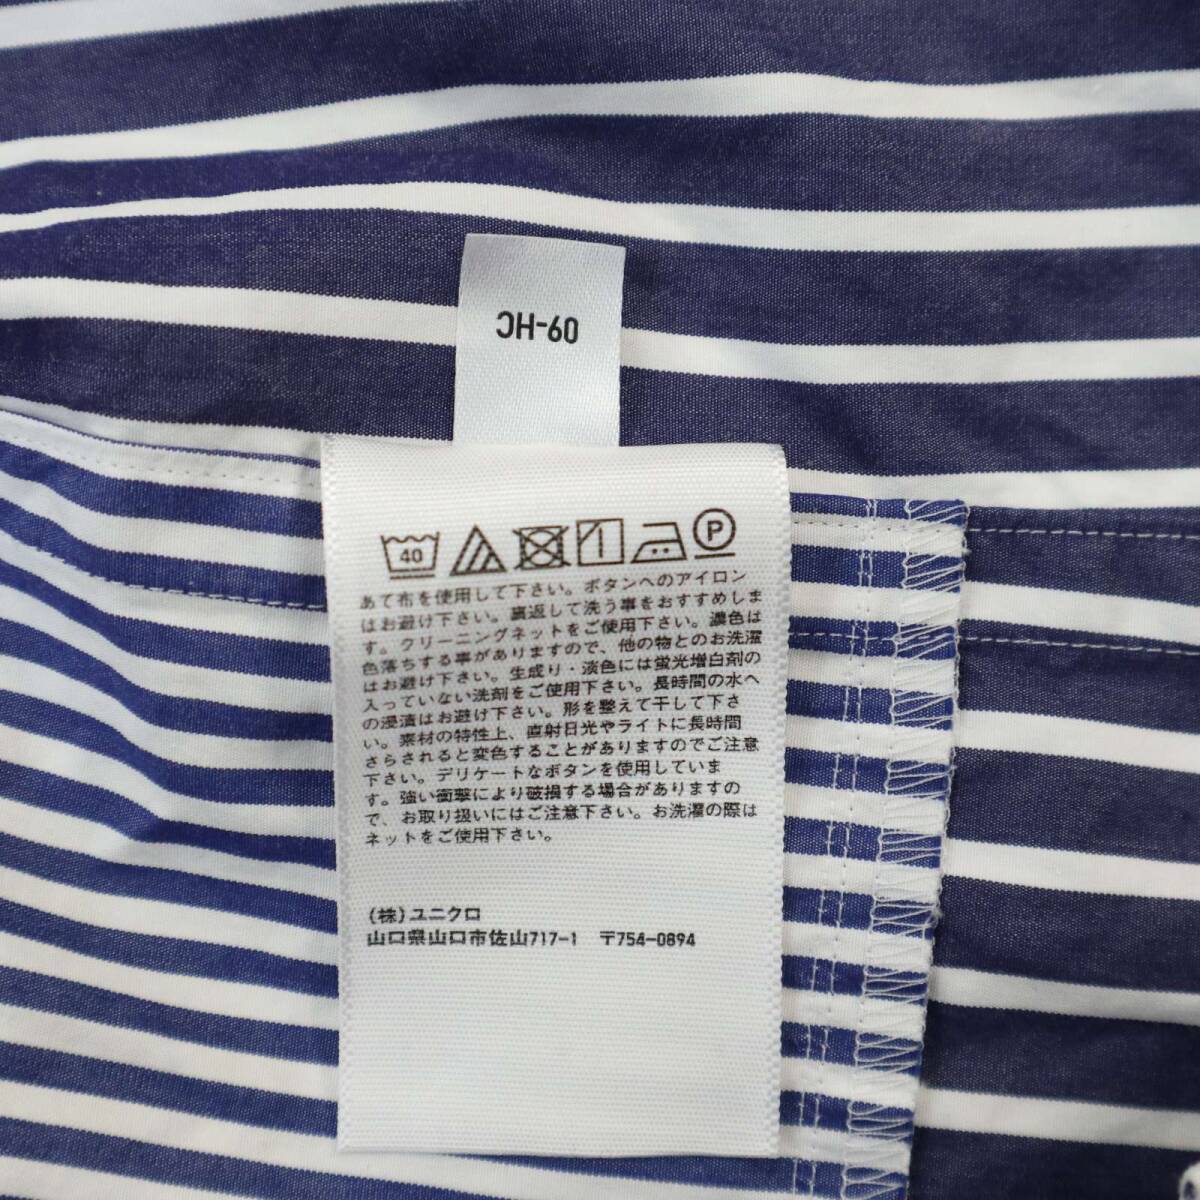 09-HC
40
P
あて布を使用して下さい。ボタンへのアイロン
はお避け下さい。裏返して洗う事をおすすめしま
す。クリーニングネットをご使用下さい。濃色は
色落ちする事がありますので、他の物とのお洗濯
はお避け下さい。生成り・淡色には蛍光増白剤の
入っていない洗剤をご使用下さい。長時間の水へ
の浸漬はお避け下さい。形を整えて干して下さ
い。素材の特性上、直射日光やライトに長時間
さらされると変色することがありますのでご注意
下さい。デリケートなボタンを使用していま
す。強い衝撃により破損する場合がありますの
で、お取り扱いにはご注意下さい。お洗濯の際は
ネットをご使用下さい。
(株)ユニクロ
山口県山口市佐山717-1 〒754-0894